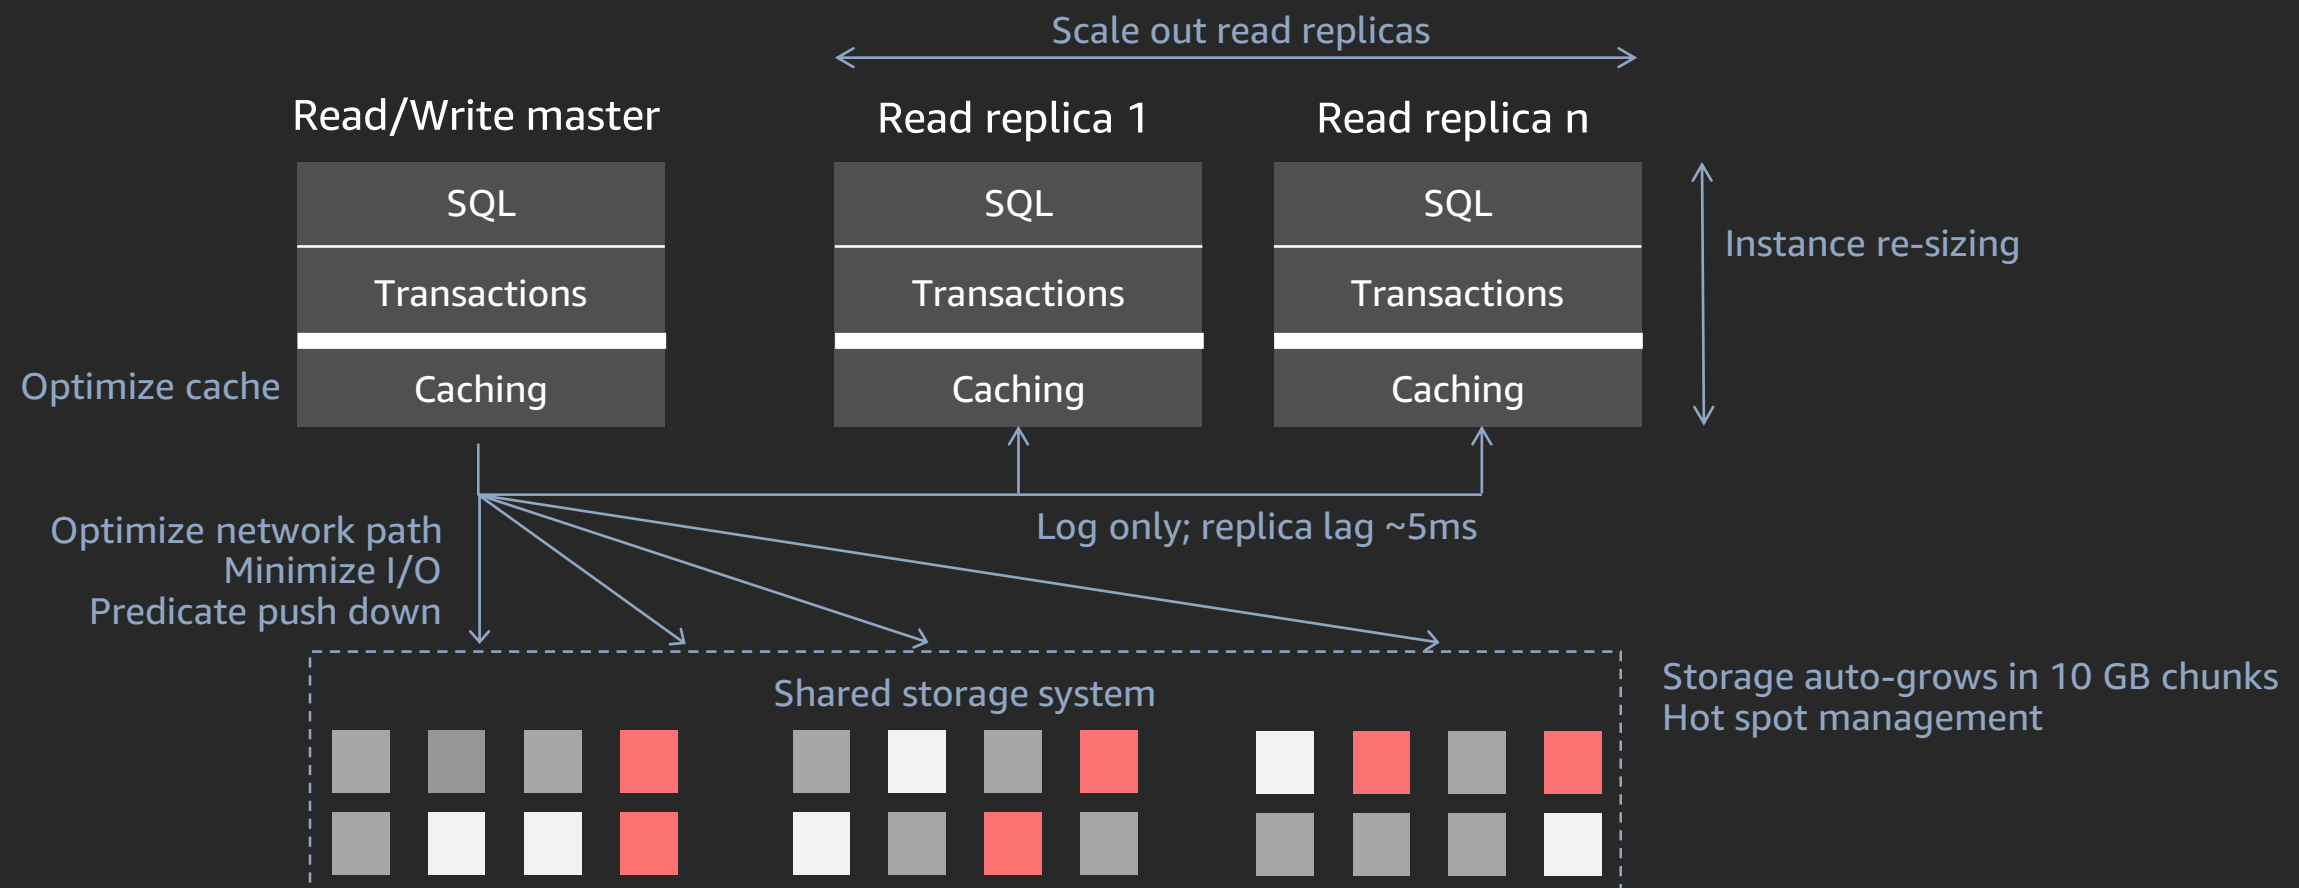 Scale out read replicas
Read/Write master
Read replica 1
Read replica n
SQL
SQL
SQL
Instance re-sizing
Transactions
Transactions
Transactions
Optimize cache
Caching
Caching
Caching
Optimize network path
Minimize I/O
Predicate push down
Log only; replica lag ~5ms
Shared storage system
Storage auto-grows in 10 GB chunks
Hot spot management